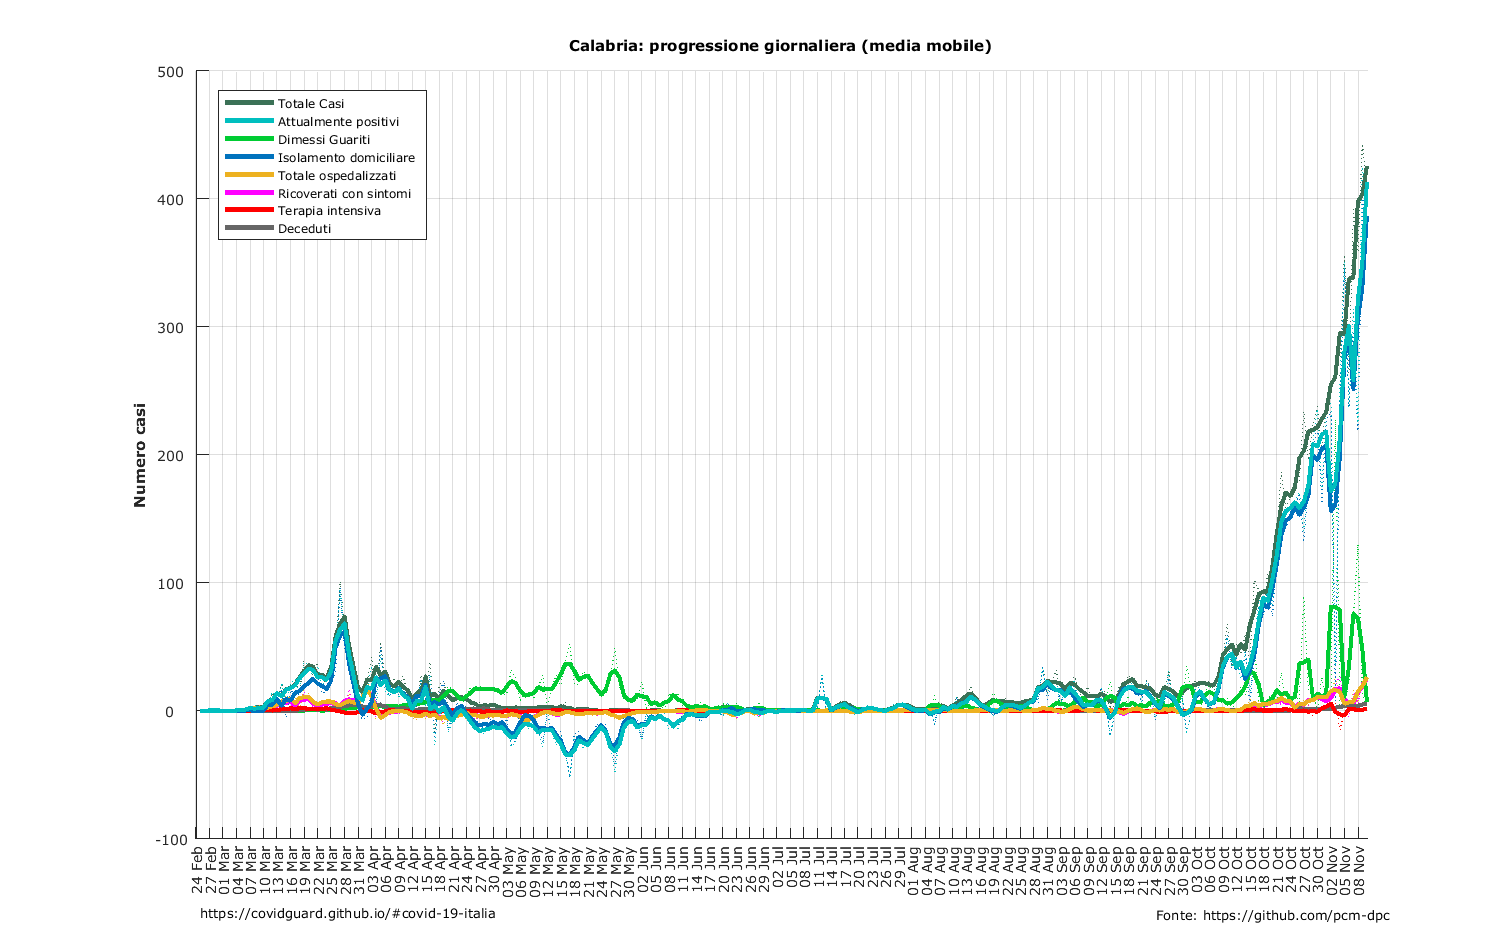 Calabria: progressione giornaliera (media mobile)
500
400
300
200
100
0
-100
Numero casi
Totale Casi
Attualmente positivi
Dimessi Guariti
Isolamento domiciliare
Totale ospedalizzati
Ricoverati con sintomi
Terapia intensiva
Deceduti
24 Feb
27 Feb
01 Mar
04 Mar
07 Mar
10 Mar
13 Mar
16 Mar
19 Mar
22 Mar
25 Mar
28 Mar
31 Mar
03 Apr
06 Apr
09 Apr
12 Apr
15 Apr
18 Apr
21 Apr
24 Apr
27 Apr
30 Apr
03 May
06 May
09 May
12 May
15 May
18 May
21 May
24 May
27 May
30 May
02 Jun
05 Jun
08 Jun
11 Jun
14 Jun
17 Jun
20 Jun
23 Jun
26 Jun
29 Jun
02 Jul
05 Jul
08 Jul
11 Jul
14 Jul
17 Jul
20 Jul
23 Jul
26 Jul
29 Jul
01 Aug
04 Aug
07 Aug
10 Aug
13 Aug
16 Aug
19 Aug
22 Aug
25 Aug
28 Aug
31 Aug
03 Sep
06 Sep
09 Sep
12 Sep
15 Sep
18 Sep
21 Sep
24 Sep
27 Sep
30 Sep
03 Oct
06 Oct
09 Oct
12 Oct
15 Oct
18 Oct
21 Oct
24 Oct
27 Oct
30 Oct
02 Nov
05 Nov
08 Nov
https://covidguard.github.io/#covid-19-italia
Fonte: https://github.com/pcm-dpc